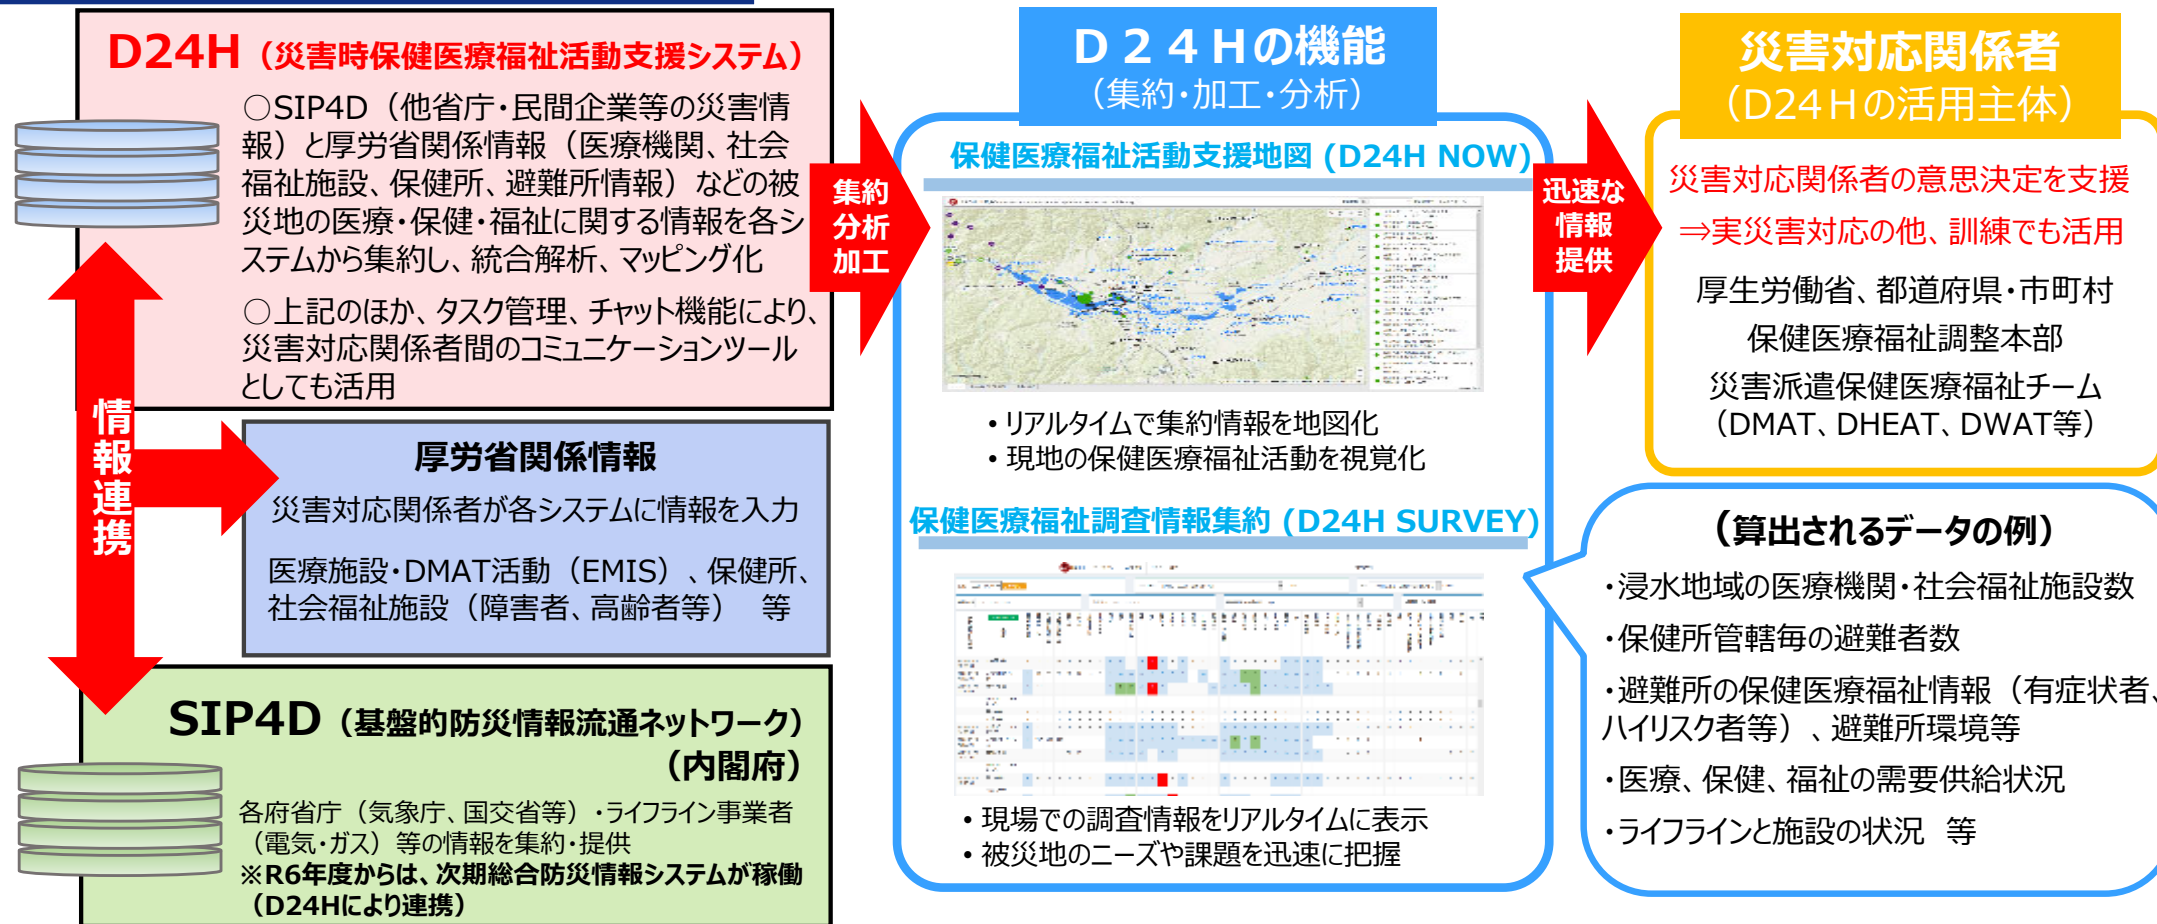 D24H（災害時保健医療福祉活動支援システム）
○SIP4D（他省庁・民間企業等の災害情
報）と厚労省関係情報（医療機関、社会
福祉施設、保健所、避難所情報）などの被
災地の医療・保健・福祉に関する情報を各シ
ステムから集約し、統合解析、マッピング化
○上記のほか、タスク管理、チャット機能により、
災害対応関係者間のコミュニケーションツール
としても活用
情報連携
厚労省関係情報
災害対応関係者が各システムに情報を入力
医療施設・DMAT活動（EMIS）、保健所、
社会福祉施設（障害者、高齢者等）　等
SIP4D（基盤的防災情報流通ネットワーク）
（内閣府）
各府省庁（気象庁、国交省等）・ライフライン事業者
（電気・ガス）等の情報を集約・提供
※R6年度からは、次期総合防災情報システムが稼働
（D24Hにより連携）
集約
分析
加工
D２４Hの機能
（集約・加工・分析）
保健医療福祉活動支援地図 (D24H NOW)
• リアルタイムで集約情報を地図化
• 現地の保健医療福祉活動を視覚化
保健医療福祉調査情報集約 (D24H SURVEY)
• 現場での調査情報をリアルタイムに表示
• 被災地のニーズや課題を迅速に把握
迅速な
情報
提供
災害対応関係者
（D24Hの活用主体）
災害対応関係者の意思決定を支援
⇒実災害対応の他、訓練でも活用
厚生労働省、都道府県・市町村
保健医療福祉調整本部
災害派遣保健医療福祉チーム
（DMAT、DHEAT、DWAT等）
（算出されるデータの例）
・浸水地域の医療機関・社会福祉施設数
・保健所管轄毎の避難者数
・避難所の保健医療福祉情報（有症状者、
ハイリスク者等）、避難所環境等
・医療、保健、福祉の需要供給状況
・ライフラインと施設の状況　等